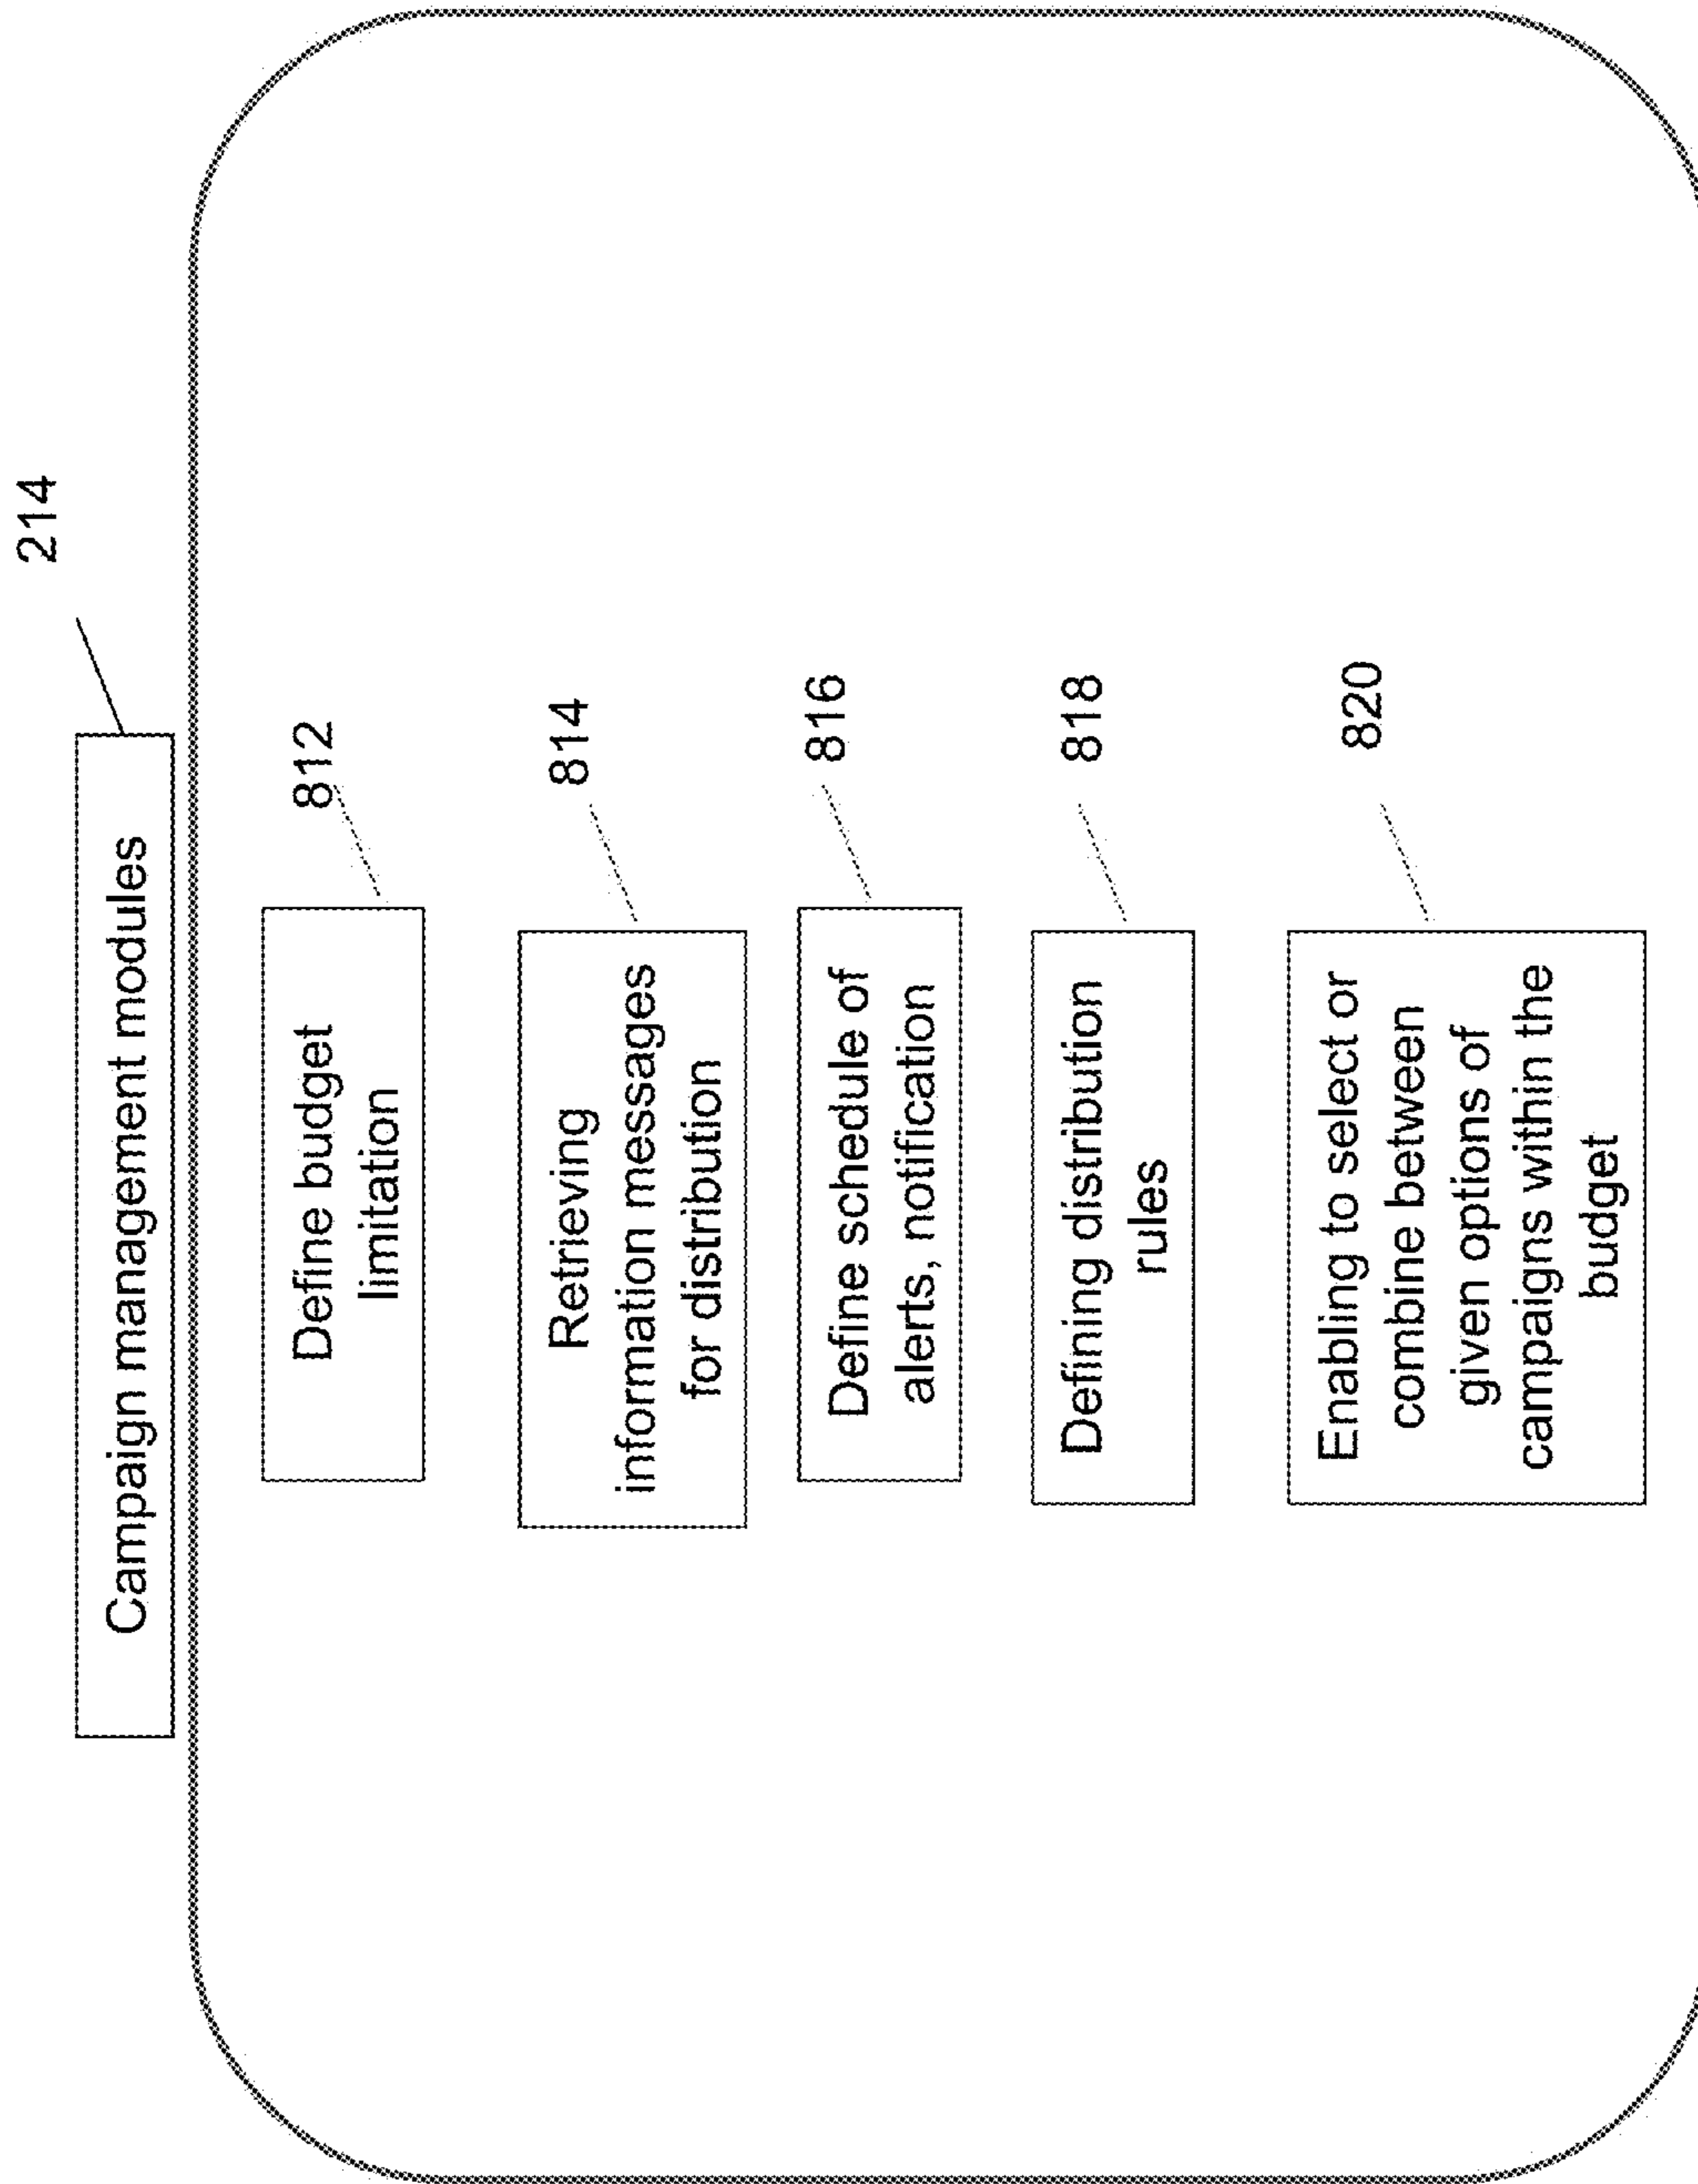 214
Campaign management modules
812
Define budget
limitation
814
Retrieving
information messages
for distribution
816
Define schedule of
alerts, notification
818
Defining distribution
rules
820
Enabling to select or
combine between
given options of
campaigns within the
budget